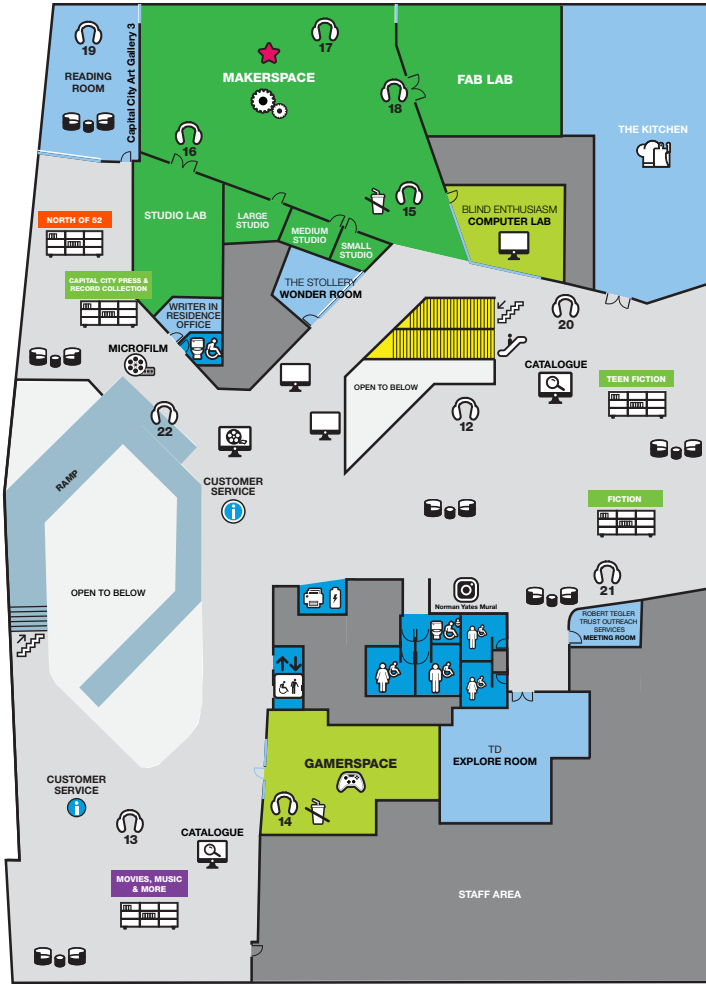 19
READING
ROOM
Capital City Art Gallery 3
17
MAKERSPACE
18
FAB LAB
THE KITCHEN
16
15
BLIND ENTHUSIASM
COMPUTER LAB
NORTH OF 52
STUDIO LAB
LARGE
STUDIO
MEDIUM
STUDIO
SMALL
STUDIO
THE STOLLERY
WONDER ROOM
CAPITAL CITY PRESS &
RECORD COLLECTION
WRITER IN
RESIDENCE
OFFICE
MICROFILM
20
CATALOGUE
TEEN FICTION
OPEN TO BELOW
12
22
RAMP
CUSTOMER
SERVICE
i
FICTION
21
OPEN TO BELOW
Norman Yates Mural
ROBERT TEGLER
TRUST OUTREACH
SERVICES
MEETING ROOM
GAMERSPACE
TD
EXPLORE ROOM
CUSTOMER
SERVICE
i
13
14
CATALOGUE
MOVIES, MUSIC
& MORE
STAFF AREA